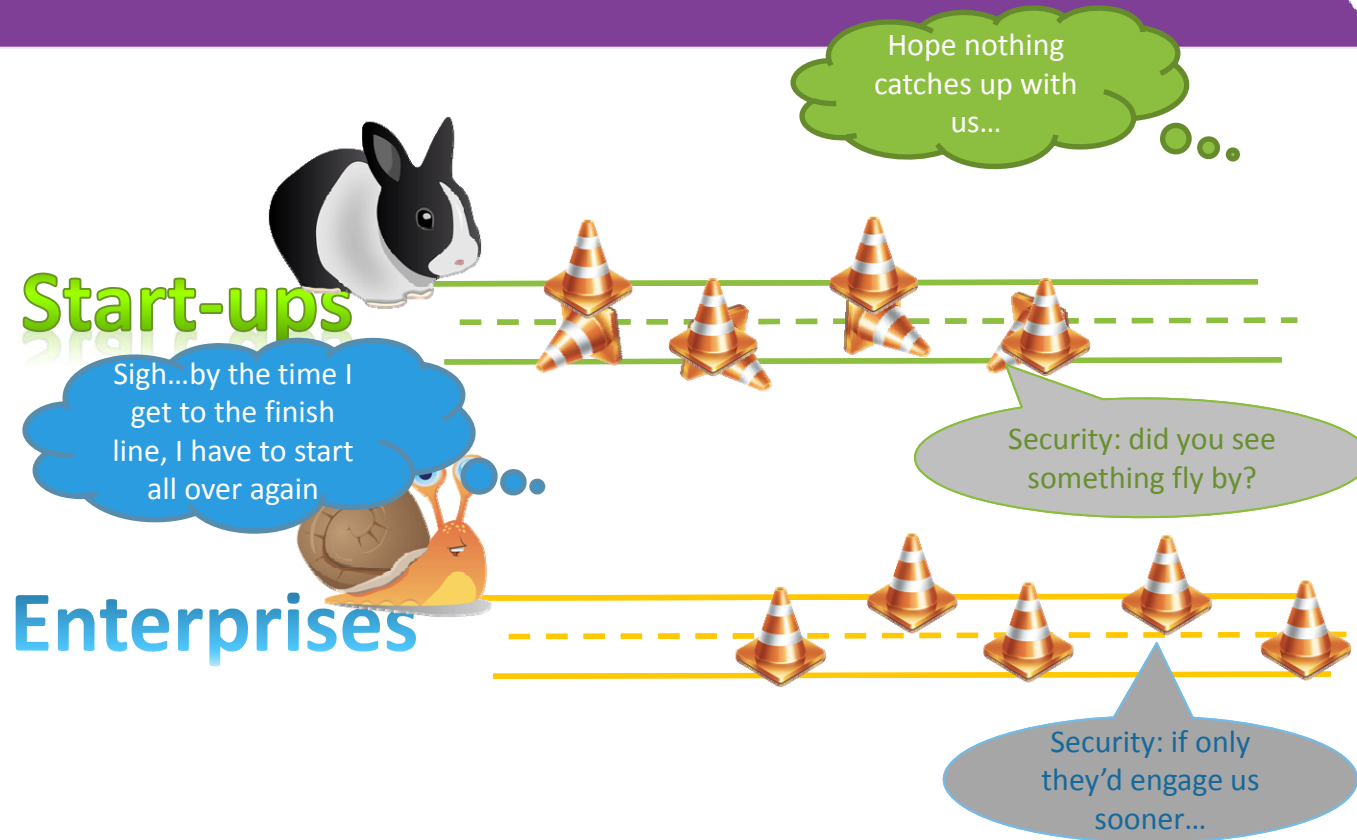 Hope nothing
catches up with
us…
Start-ups
Sigh…by the time I
get to the finish
line, I have to start
all over again
Security: did you see
something fly by?
Enterprises
Security: if only
they’d engage us
sooner…